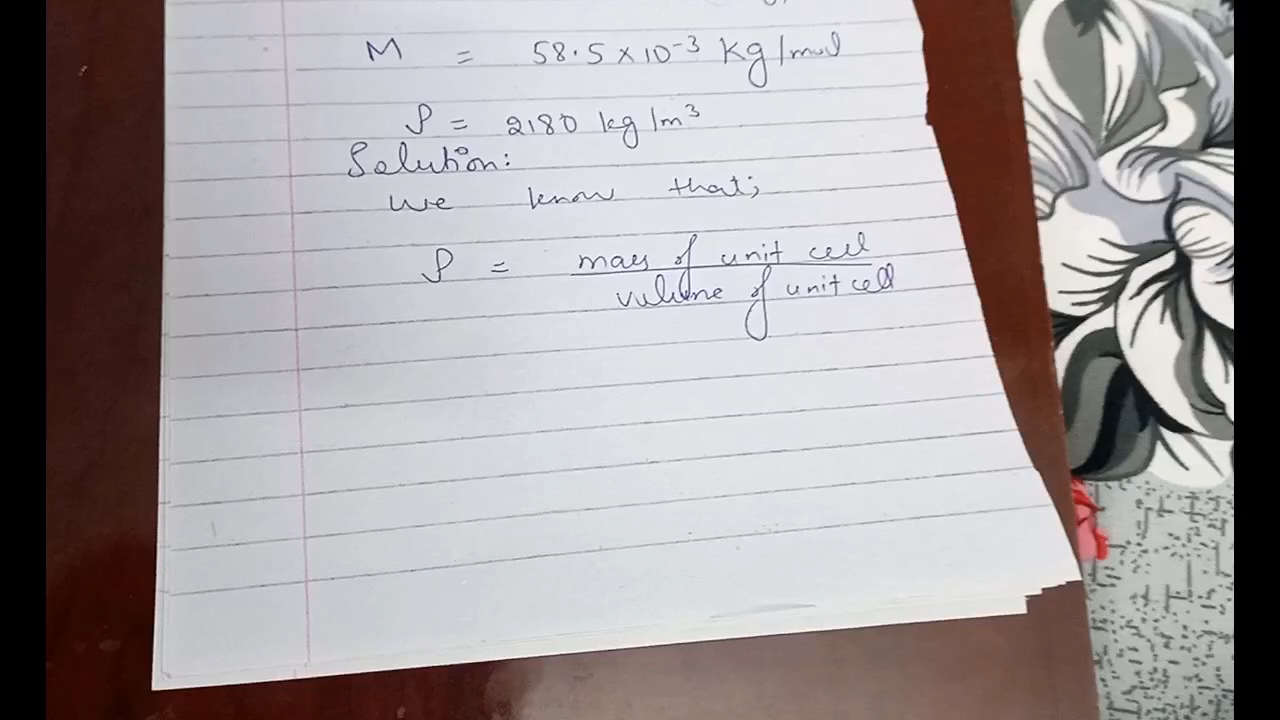 M = 58.5 × 10⁻³ Kg/mol
ρ = 2180 kg/m³
Solution:
We know that;
ρ = mass of unit cell
volume of unit cell